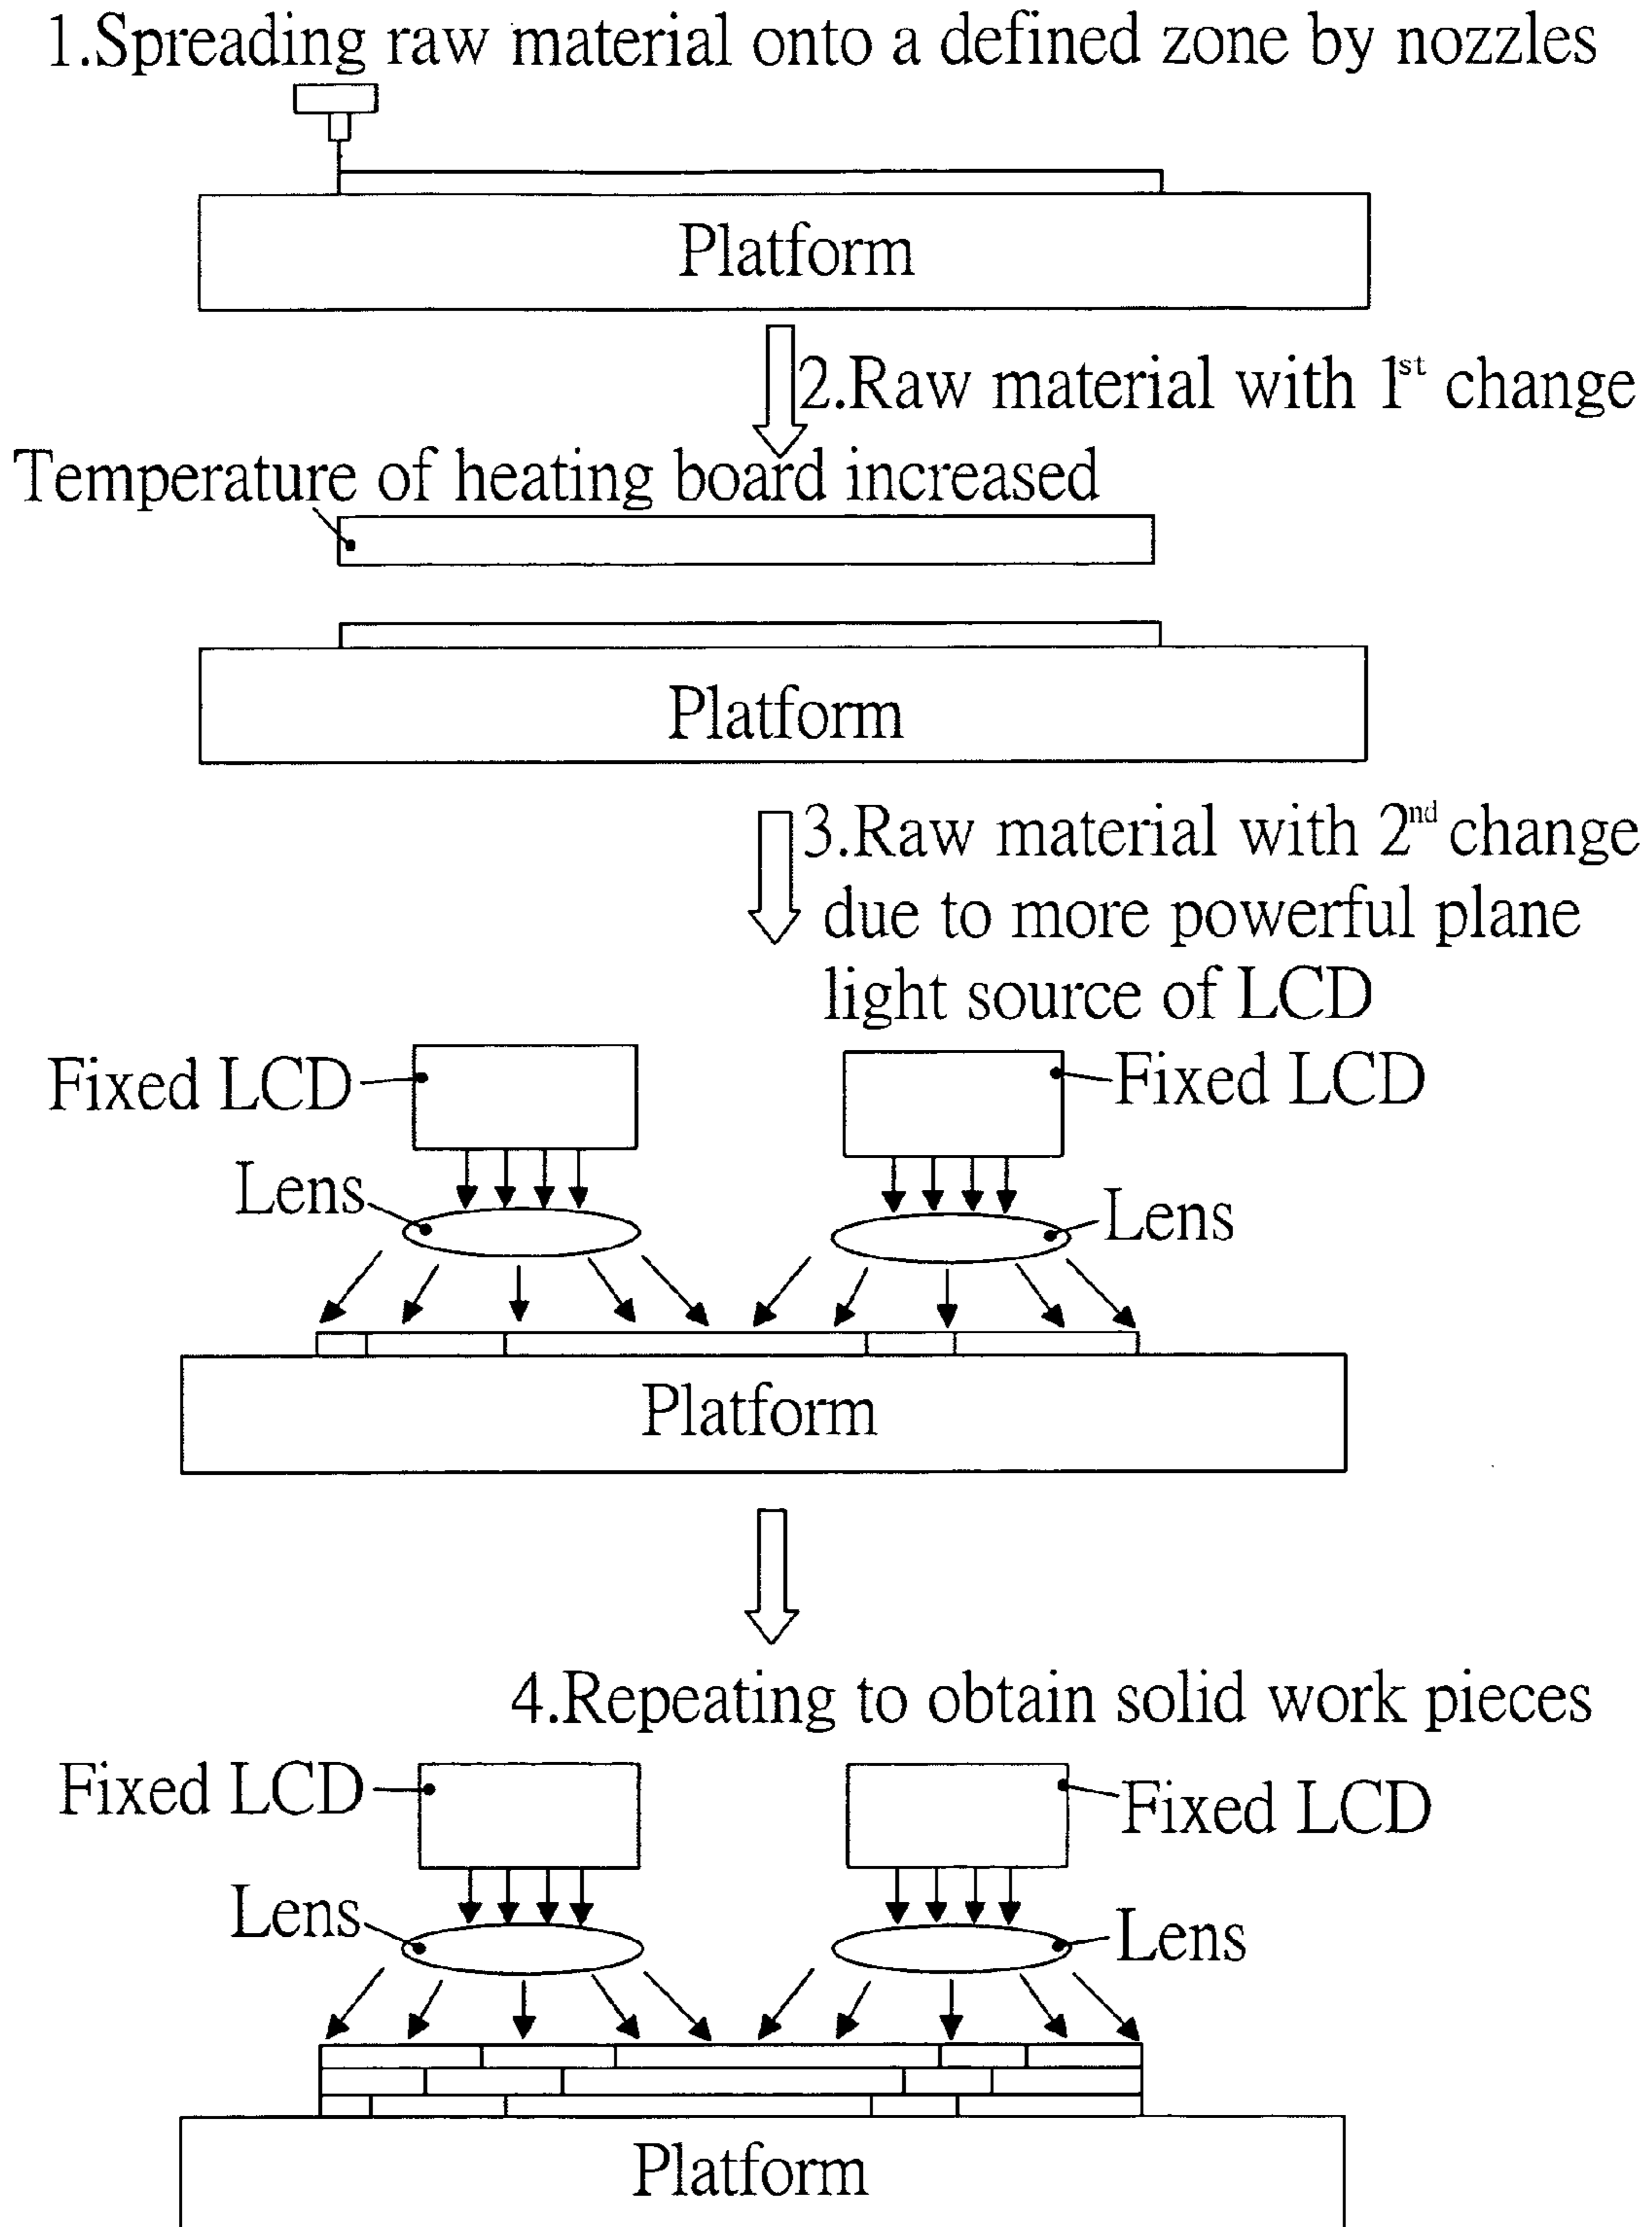 1.Spreading raw material onto a defined zone by nozzles
Platform
2.Raw material with 1st change
Temperature of heating board increased
Platform
3.Raw material with 2nd change
due to more powerful plane
light source of LCD
Fixed LCD
Fixed LCD
Lens
Lens
Platform
4.Repeating to obtain solid work pieces
Fixed LCD
Fixed LCD
Lens
Lens
Platform